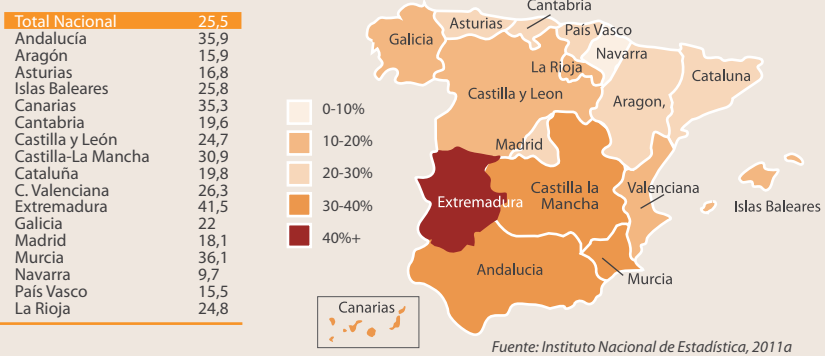 Total Nacional 25,5
Andalucía 35,9
Aragón 15,9
Asturias 16,8
Islas Baleares 25,8
Canarias 35,3
Cantabria 19,6
Castilla y León 24,7
Castilla-La Mancha 30,9
Cataluña 19,8
C. Valenciana 26,3
Extremadura 41,5
Galicia 22
Madrid 18,1
Murcia 36,1
Navarra 9,7
País Vasco 15,5
La Rioja 24,8
0-10%
10-20%
20-30%
30-40%
40%+
Cantabria
Asturias
País Vasco
Galicia
Navarra
La Rioja
Cataluna
Castilla y Leon
Aragon,
Madrid
Castilla la
Mancha
Valenciana
Extremadura
Islas Baleares
Andalucia
Murcia
Canarias
Fuente: Instituto Nacional de Estadística, 2011a